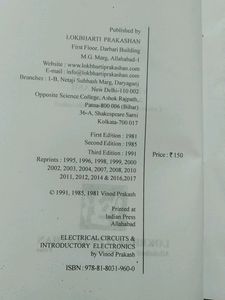 Published by
LOKBHARTI PRAKASHAN
First Floor, Darbari Building
M.G. Marg, Allahabad-1
Website : www.lokbhartiprakashan.com
e-mail : info@lokbhartiprakashan.com
Branches : 1-B, Netaji Subhash Marg, Daryaganj
New Delhi-110 002
Opposite Science College, Ashok Rajpath,
Patna-800 006 (Bihar)
36-A, Shakespeare Sarni
Kolkata-700 017
First Edition : 1981
Second Edition : 1985
Third Edition : 1991
Price : ₹ 150
Reprints : 1995, 1996, 1998, 1999, 2000
2002, 2003, 2004, 2007, 2008, 2010
2011, 2012, 2014 & 2016, 2017
© 1991, 1985, 1981 Vinod Prakash
Printed at
Indian Press
Allahabad
ELECTRICAL CIRCUITS &
INTRODUCTORY ELECTRONICS
by Vinod Prakash
ISBN : 978-81-8031-960-0